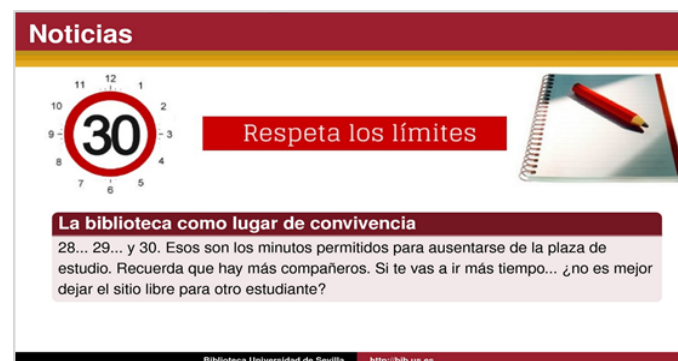 Noticias
12
11
1
10
2
9
30
3
8
4
7
5
6
Respeta los límites
La biblioteca como lugar de convivencia
28... 29... y 30. Esos son los minutos permitidos para ausentarse de la plaza de
estudio. Recuerda que hay más compañeros. Si te vas a ir más tiempo... ¿no es mejor
dejar el sitio libre para otro estudiante?
Biblioteca Universidad de Sevilla http://bib.us.es